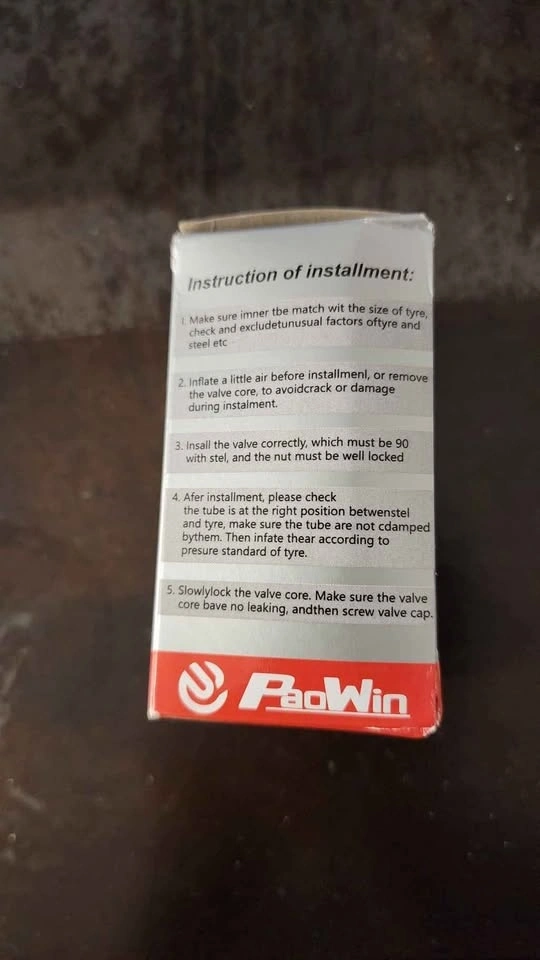 Instruction of installment:
1. Make sure imner tbe match wit the size of tyre,
check and excludetunusual factors oftyre and
steel etc
2. Inflate a little air before installmenl, or remove
the valve core, to avoidcrack or damage
during instalment.
3. Insall the valve correctly, which must be 90
with stel, and the nut must be well locked
4. Afer installment, please check
the tube is at the right position betwenstel
and tyre, make sure the tube are not cdamped
bythem. Then infate thear according to
presure standard of tyre.
5. Slowlylock the valve core. Make sure the valve
core bave no leaking, andthen screw valve cap.
PaoWin